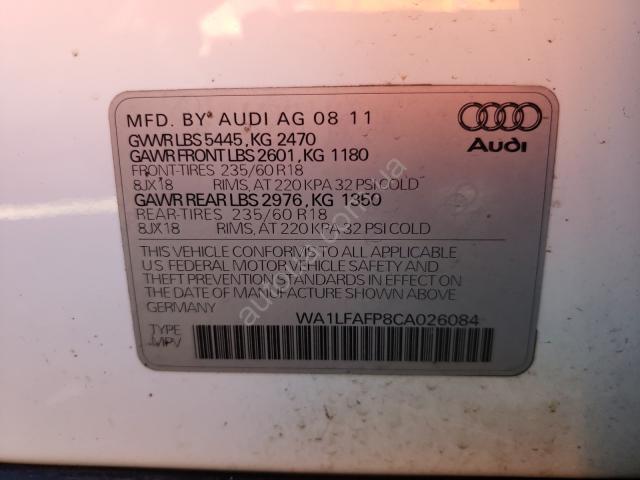 MFD. BY AUDI AG 08 11
GVWR LBS 5445, KG 2470
GAWR FRONT LBS 2601, KG 1180
FRONT-TIRES 235/60 R18
8JX18 RIMS, AT 220 KPA 32 PSI COLD
GAWR REAR LBS 2976, KG 1350
REAR-TIRES 235/60 R18
8JX18 RIMS, AT 220 KPA 32 PSI COLD
THIS VEHICLE CONFORMS TO ALL APPLICABLE
U S FEDERAL MOTOR VEHICLE SAFETY AND
THEFT PREVENTION STANDARDS IN EFFECT ON
THE DATE OF MANUFACTURE SHOWN ABOVE
GERMANY
WA1LFAFP8CA026084
TYPE
MPV
Audi